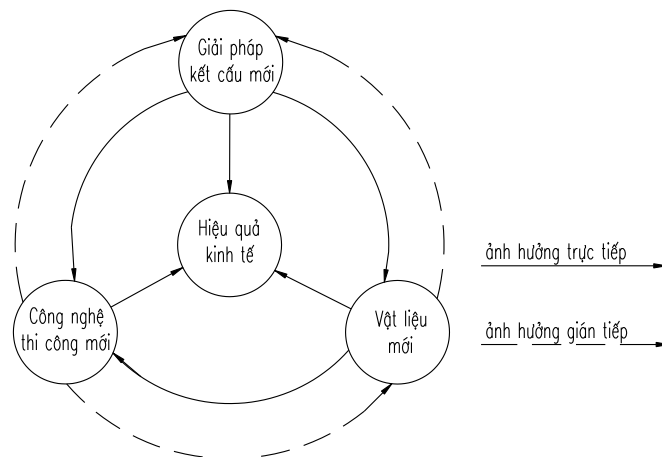 Giải pháp
kết cấu mới
Hiệu quả
kinh tế
Công nghệ
thi công mới
Vật liệu
mới
ảnh hưởng trực tiếp
ảnh hưởng gián tiếp